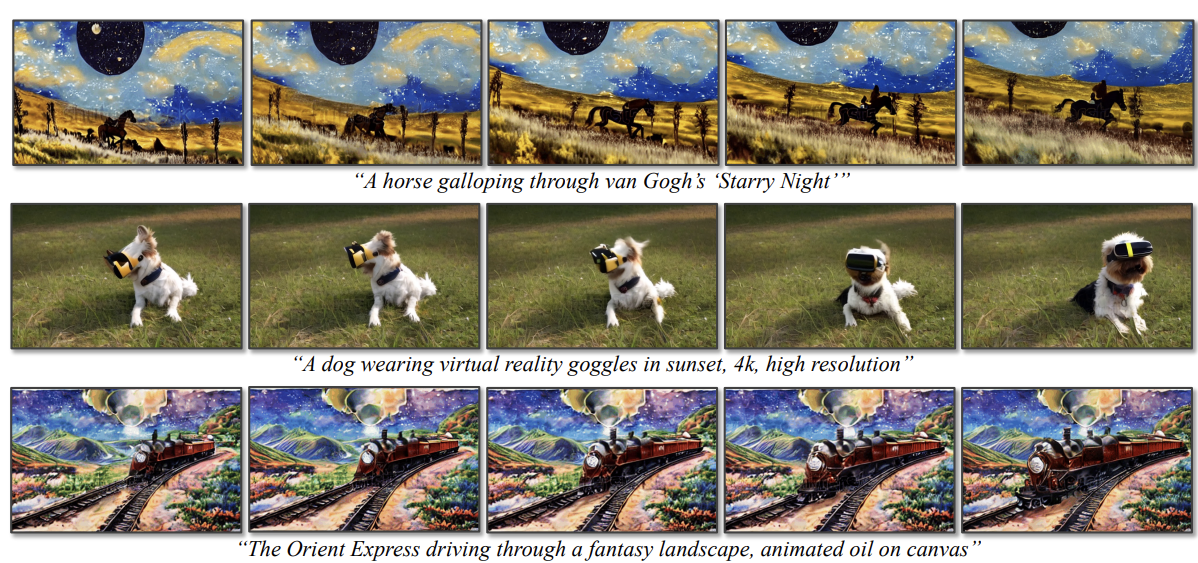 “A horse galloping through van Gogh’s ‘Starry Night’”
“A dog wearing virtual reality goggles in sunset, 4k, high resolution”
“The Orient Express driving through a fantasy landscape, animated oil on canvas”